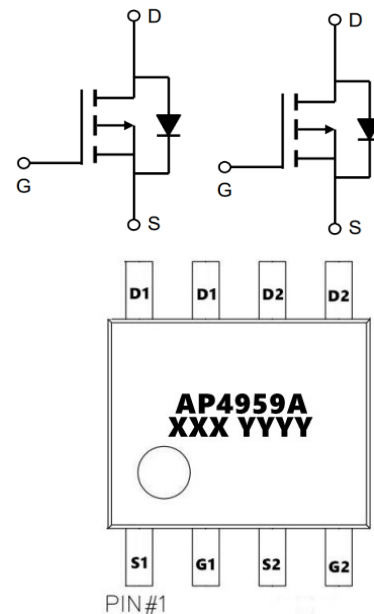 D D
G G
S S
D1 D1 D2 D2
AP4959A
XXX YYYY
S1 G1 S2 G2
PIN#1